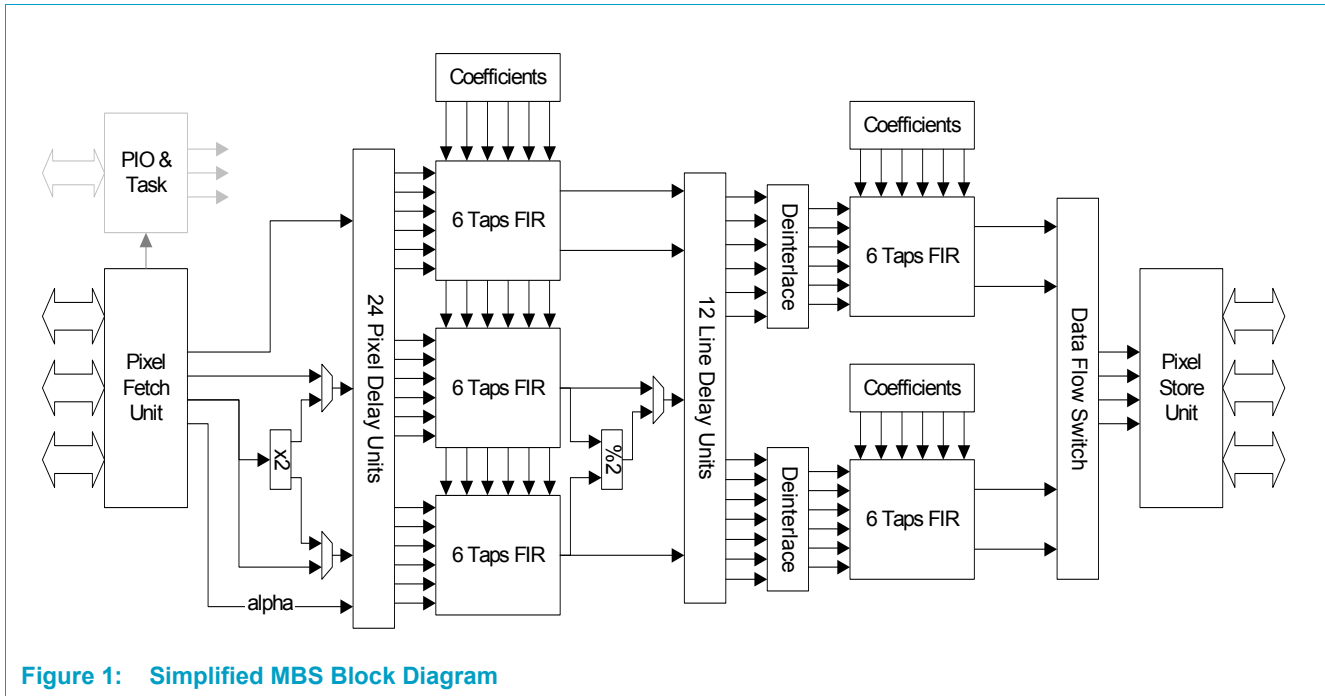 Coefficients
PIO &
Task
Coefficients
6 Taps FIR
Deinterlace
6 Taps FIR
24 Pixel Delay Units
12 Line Delay Units
Data Flow Switch
Pixel
Fetch
Unit
6 Taps FIR
Pixel
Store
Unit
Coefficients
x2
%2
Deinterlace
6 Taps FIR
6 Taps FIR
alpha
Figure 1: Simplified MBS Block Diagram